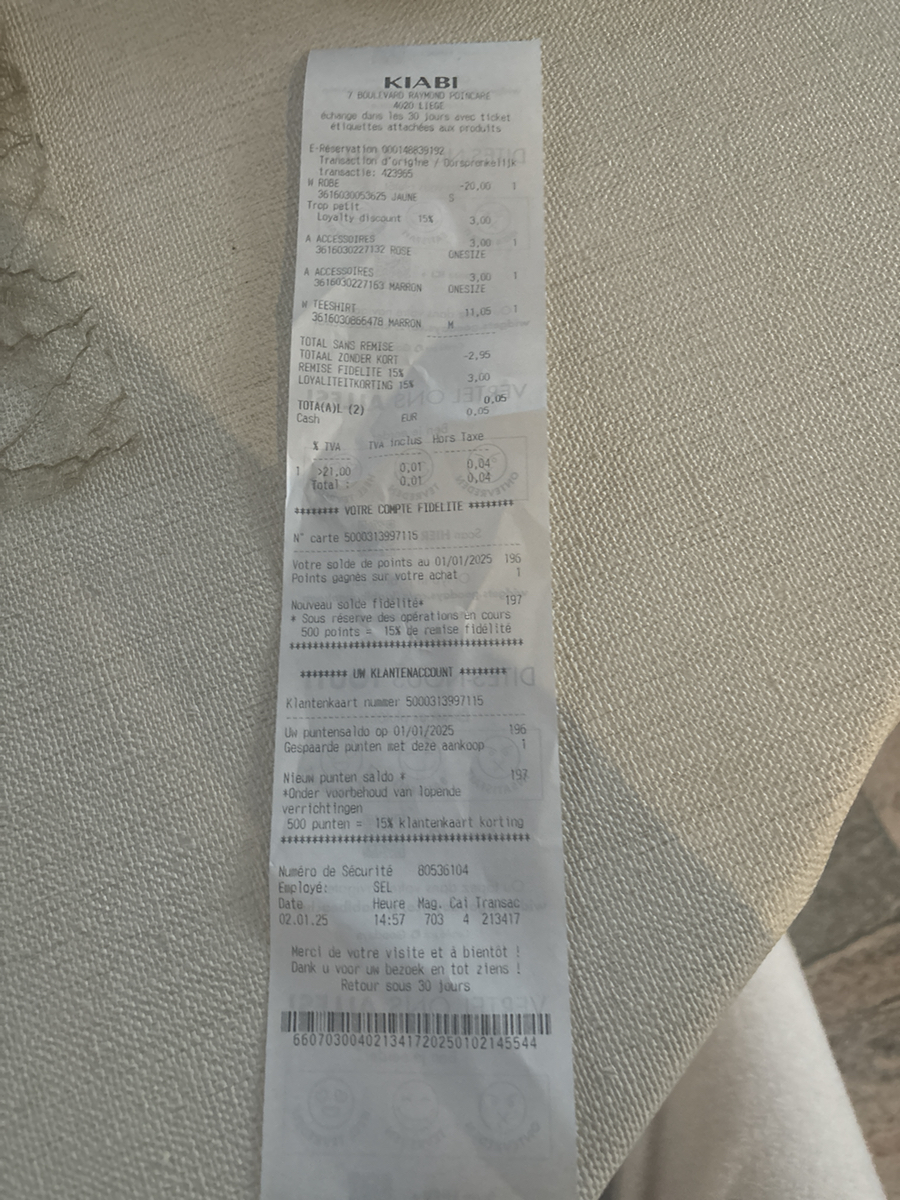 KIABI
7 BOULEVARD RAYMOND POINCARE
4020 LIEGE
échange dans les 30 jours avec ticket
étiquettes attachées aux produits
E-Réservation 000148839192
Transaction d'origine / Oorspronkelijk
transactie: 423965
W ROBE -20,00 1
3616030053625 JAUNE S
Trop petit
Loyalty discount 15% 3,00
A ACCESSOIRES 3,00 1
3616030227132 ROSE ONESIZE
A ACCESSOIRES 3,00 1
3616030227163 MARRON ONESIZE
W TEESHIRT 11,05 1
3616030866478 MARRON M
TOTAL SANS REMISE
TOTAAL ZONDER KORT -2,95
REMISE FIDELITE 15%
LOYALITEITKORTING 15% 3,00
TOTA(A)L (2) 0,05
Cash EUR 0,05
% TVA TVA Inclus Hors Taxe
1 >21,00 0,01 0,04
Total : 0,01 0,04
******** VOTRE COMPTE FIDELITE ********
N° carte 5000313997115
Votre solde de points au 01/01/2025 196
Points gagnés sur votre achat 1
Nouveau solde fidélité* 197
* Sous réserve des opérations en cours
500 points = 15% de remise fidélité
******************************************
******** UW KLANTENACCOUNT ********
Klantenkaart nummer 5000313997115
Uw puntensaldo op 01/01/2025 196
Gespaarde punten met deze aankoop 1
Nieuw punten saldo * 197
*Onder voorbehoud van lopende
verrichtingen
500 punten = 15% klantenkaart korting
******************************************
Numéro de Sécurité 80536104
Employé: SEL
Date Heure Mag. Cai Transac
02.01.25 14:57 703 4 213417
Merci de votre visite et à bientôt !
Dank u voor uw bezoek en tot ziens !
Retour sous 30 jours
6607030040213417202501​02145544